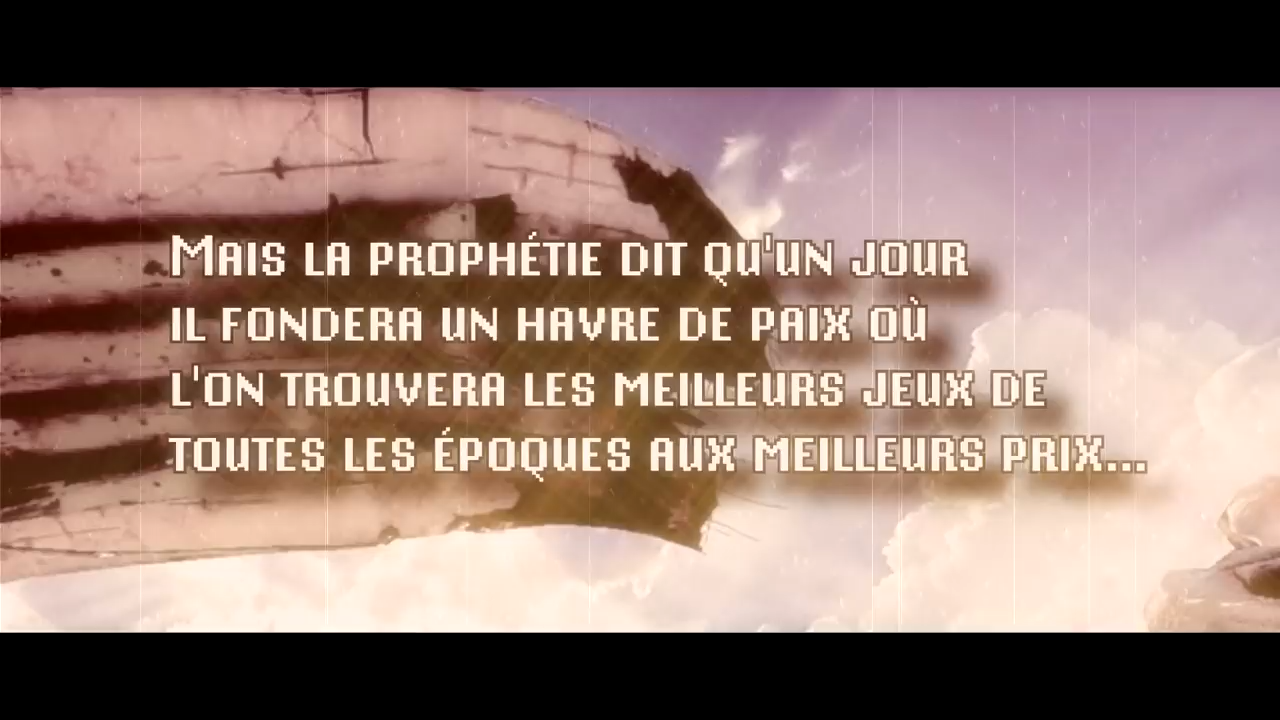 Mais la prophétie dit qu'un jour
il fondera un havre de paix où
l'on trouvera les meilleurs jeux de
toutes les époques aux meilleurs prix...